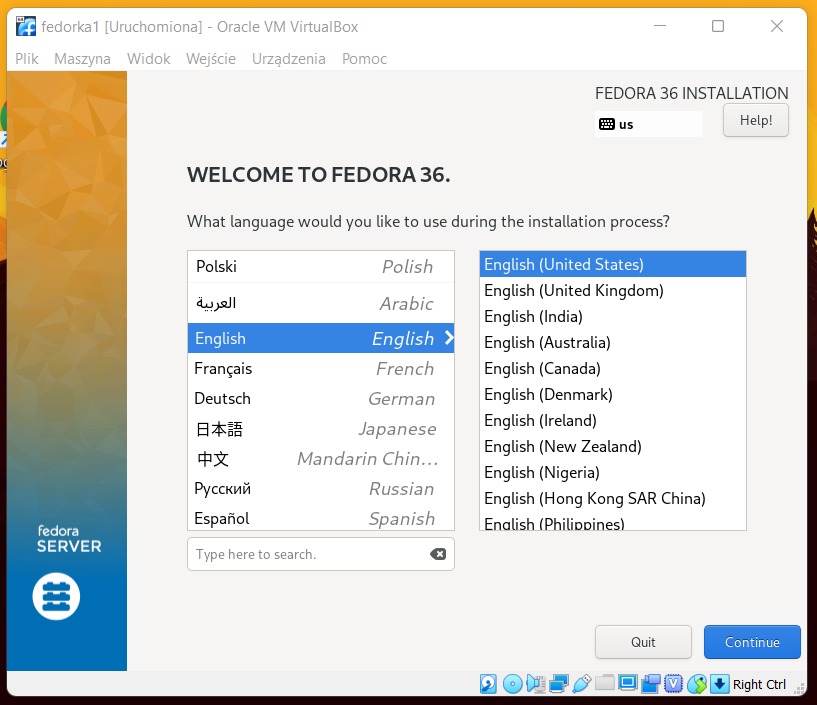 fedorka1 [Uruchomiona] - Oracle VM VirtualBox
Plik Maszyna Widok Wejście Urządzenia Pomoc
FEDORA 36 INSTALLATION
us
Help!
WELCOME TO FEDORA 36.
What language would you like to use during the installation process?
Polski Polish
العربية Arabic
English English
Français French
Deutsch German
日本語 Japanese
中文 Mandarin Chin…
Русский Russian
Español Spanish
Type here to search.
English (United States)
English (United Kingdom)
English (India)
English (Australia)
English (Canada)
English (Denmark)
English (Ireland)
English (New Zealand)
English (Nigeria)
English (Hong Kong SAR China)
English (Philippines)
fedora
SERVER
Quit
Continue
Right Ctrl